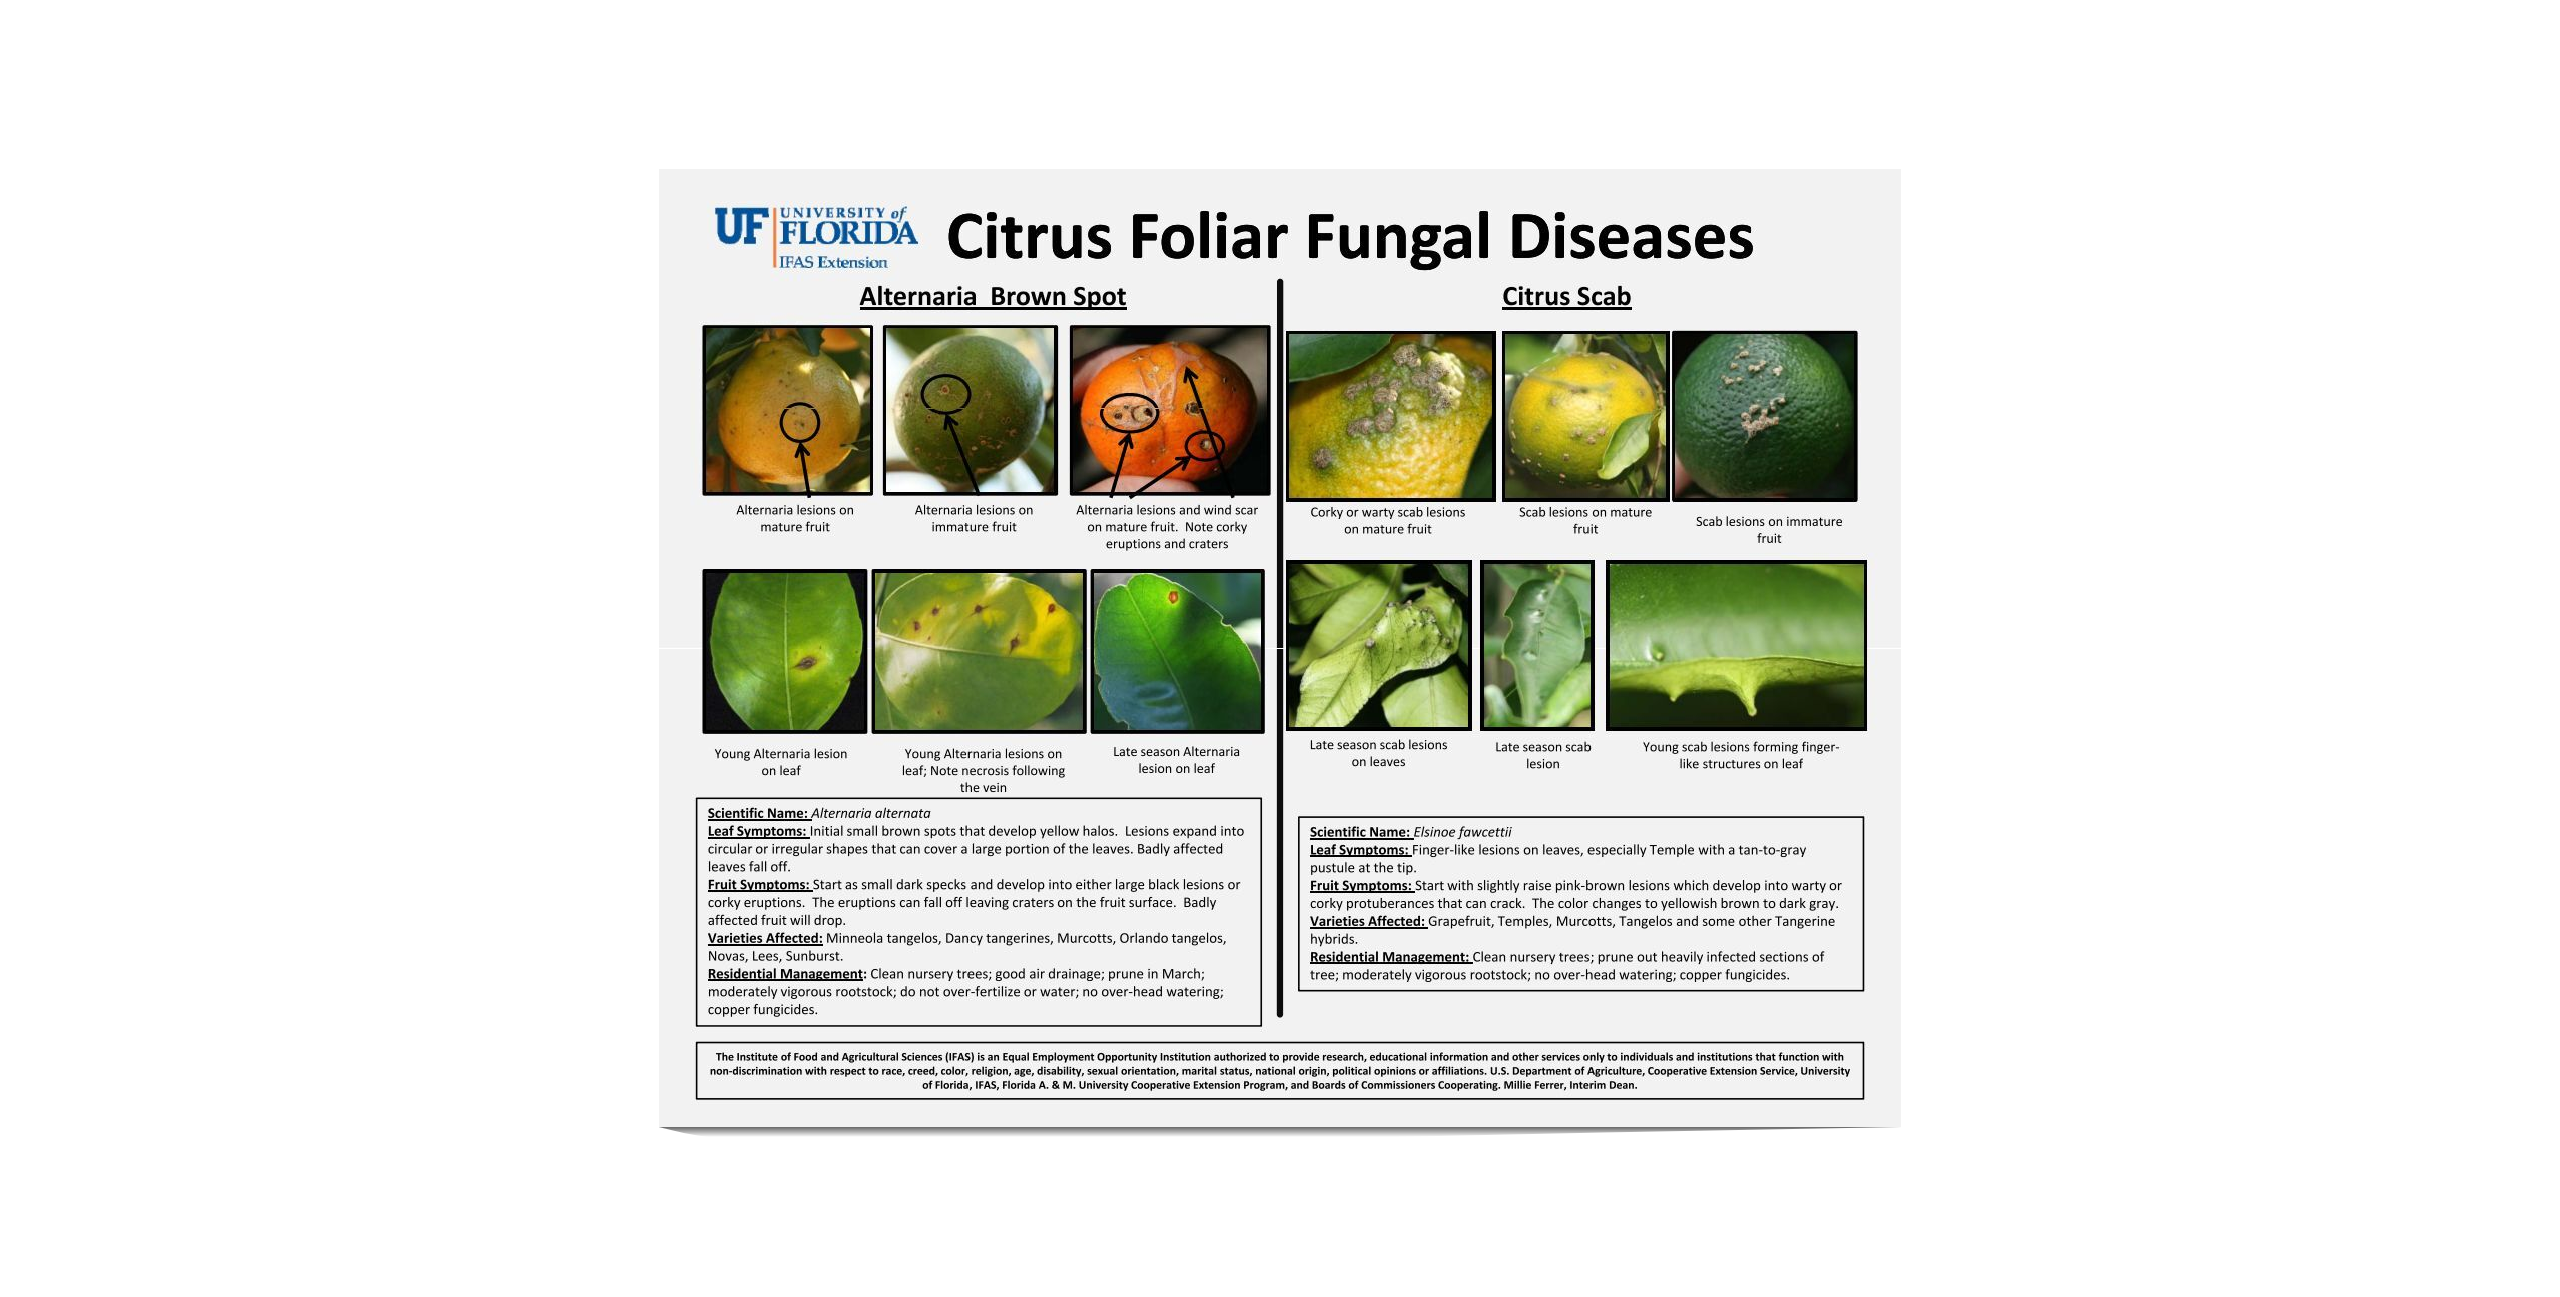 UF UNIVERSITY of
FLORIDA
IFAS Extension
Citrus Foliar Fungal Diseases
Alternaria Brown Spot
Alternaria lesions on
mature fruit
Alternaria lesions on
immature fruit
Alternaria lesions and wind scar
on mature fruit. Note corky
eruptions and craters
Young Alternaria lesion
on leaf
Young Alternaria lesions on
leaf; Note necrosis following
the vein
Late season Alternaria
lesion on leaf
Scientific Name: Alternaria alternata
Leaf Symptoms: Initial small brown spots that develop yellow halos. Lesions expand into
circular or irregular shapes that can cover a large portion of the leaves. Badly affected
leaves fall off.
Fruit Symptoms: Start as small dark specks and develop into either large black lesions or
corky eruptions. The eruptions can fall off leaving craters on the fruit surface. Badly
affected fruit will drop.
Varieties Affected: Minneola tangelos, Dancy tangerines, Murcotts, Orlando tangelos,
Novas, Lees, Sunburst.
Residential Management: Clean nursery trees; good air drainage; prune in March;
moderately vigorous rootstock; do not over-fertilize or water; no over-head watering;
copper fungicides.
Citrus Scab
Corky or warty scab lesions
on mature fruit
Scab lesions on mature
fruit
Scab lesions on immature
fruit
Late season scab lesions
on leaves
Late season scab
lesion
Young scab lesions forming finger-
like structures on leaf
Scientific Name: Elsinoe fawcettii
Leaf Symptoms: Finger-like lesions on leaves, especially Temple with a tan-to-gray
pustule at the tip.
Fruit Symptoms: Start with slightly raise pink-brown lesions which develop into warty or
corky protuberances that can crack. The color changes to yellowish brown to dark gray.
Varieties Affected: Grapefruit, Temples, Murcotts, Tangelos and some other Tangerine
hybrids.
Residential Management: Clean nursery trees; prune out heavily infected sections of
tree; moderately vigorous rootstock; no over-head watering; copper fungicides.
The Institute of Food and Agricultural Sciences (IFAS) is an Equal Employment Opportunity Institution authorized to provide research, educational information and other services only to individuals and institutions that function with
non-discrimination with respect to race, creed, color, religion, age, disability, sexual orientation, marital status, national origin, political opinions or affiliations. U.S. Department of Agriculture, Cooperative Extension Service, University
of Florida, IFAS, Florida A. & M. University Cooperative Extension Program, and Boards of Commissioners Cooperating. Millie Ferrer, Interim Dean.